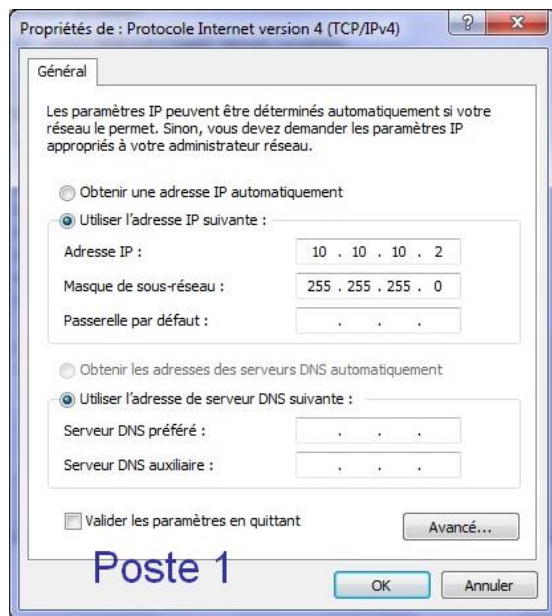 Propriétés de : Protocole Internet version 4 (TCP/IPv4)
?
X
Général
Les paramètres IP peuvent être déterminés automatiquement si votre
réseau le permet. Sinon, vous devez demander les paramètres IP
appropriés à votre administrateur réseau.
Obtenir une adresse IP automatiquement
Utiliser l'adresse IP suivante :
Adresse IP : 10 . 10 . 10 . 2
Masque de sous-réseau : 255 . 255 . 255 . 0
Passerelle par défaut : . . .
Obtenir les adresses des serveurs DNS automatiquement
Utiliser l'adresse de serveur DNS suivante :
Serveur DNS préféré : . . .
Serveur DNS auxiliaire : . . .
Valider les paramètres en quittant
Avancé...
Poste 1
OK Annuler